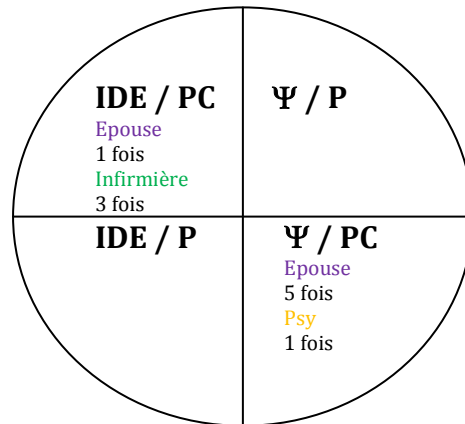 IDE / PC
Epouse
1 fois
Infirmière
3 fois
Ψ / P
IDE / P
Ψ / PC
Epouse
5 fois
Psy
1 fois